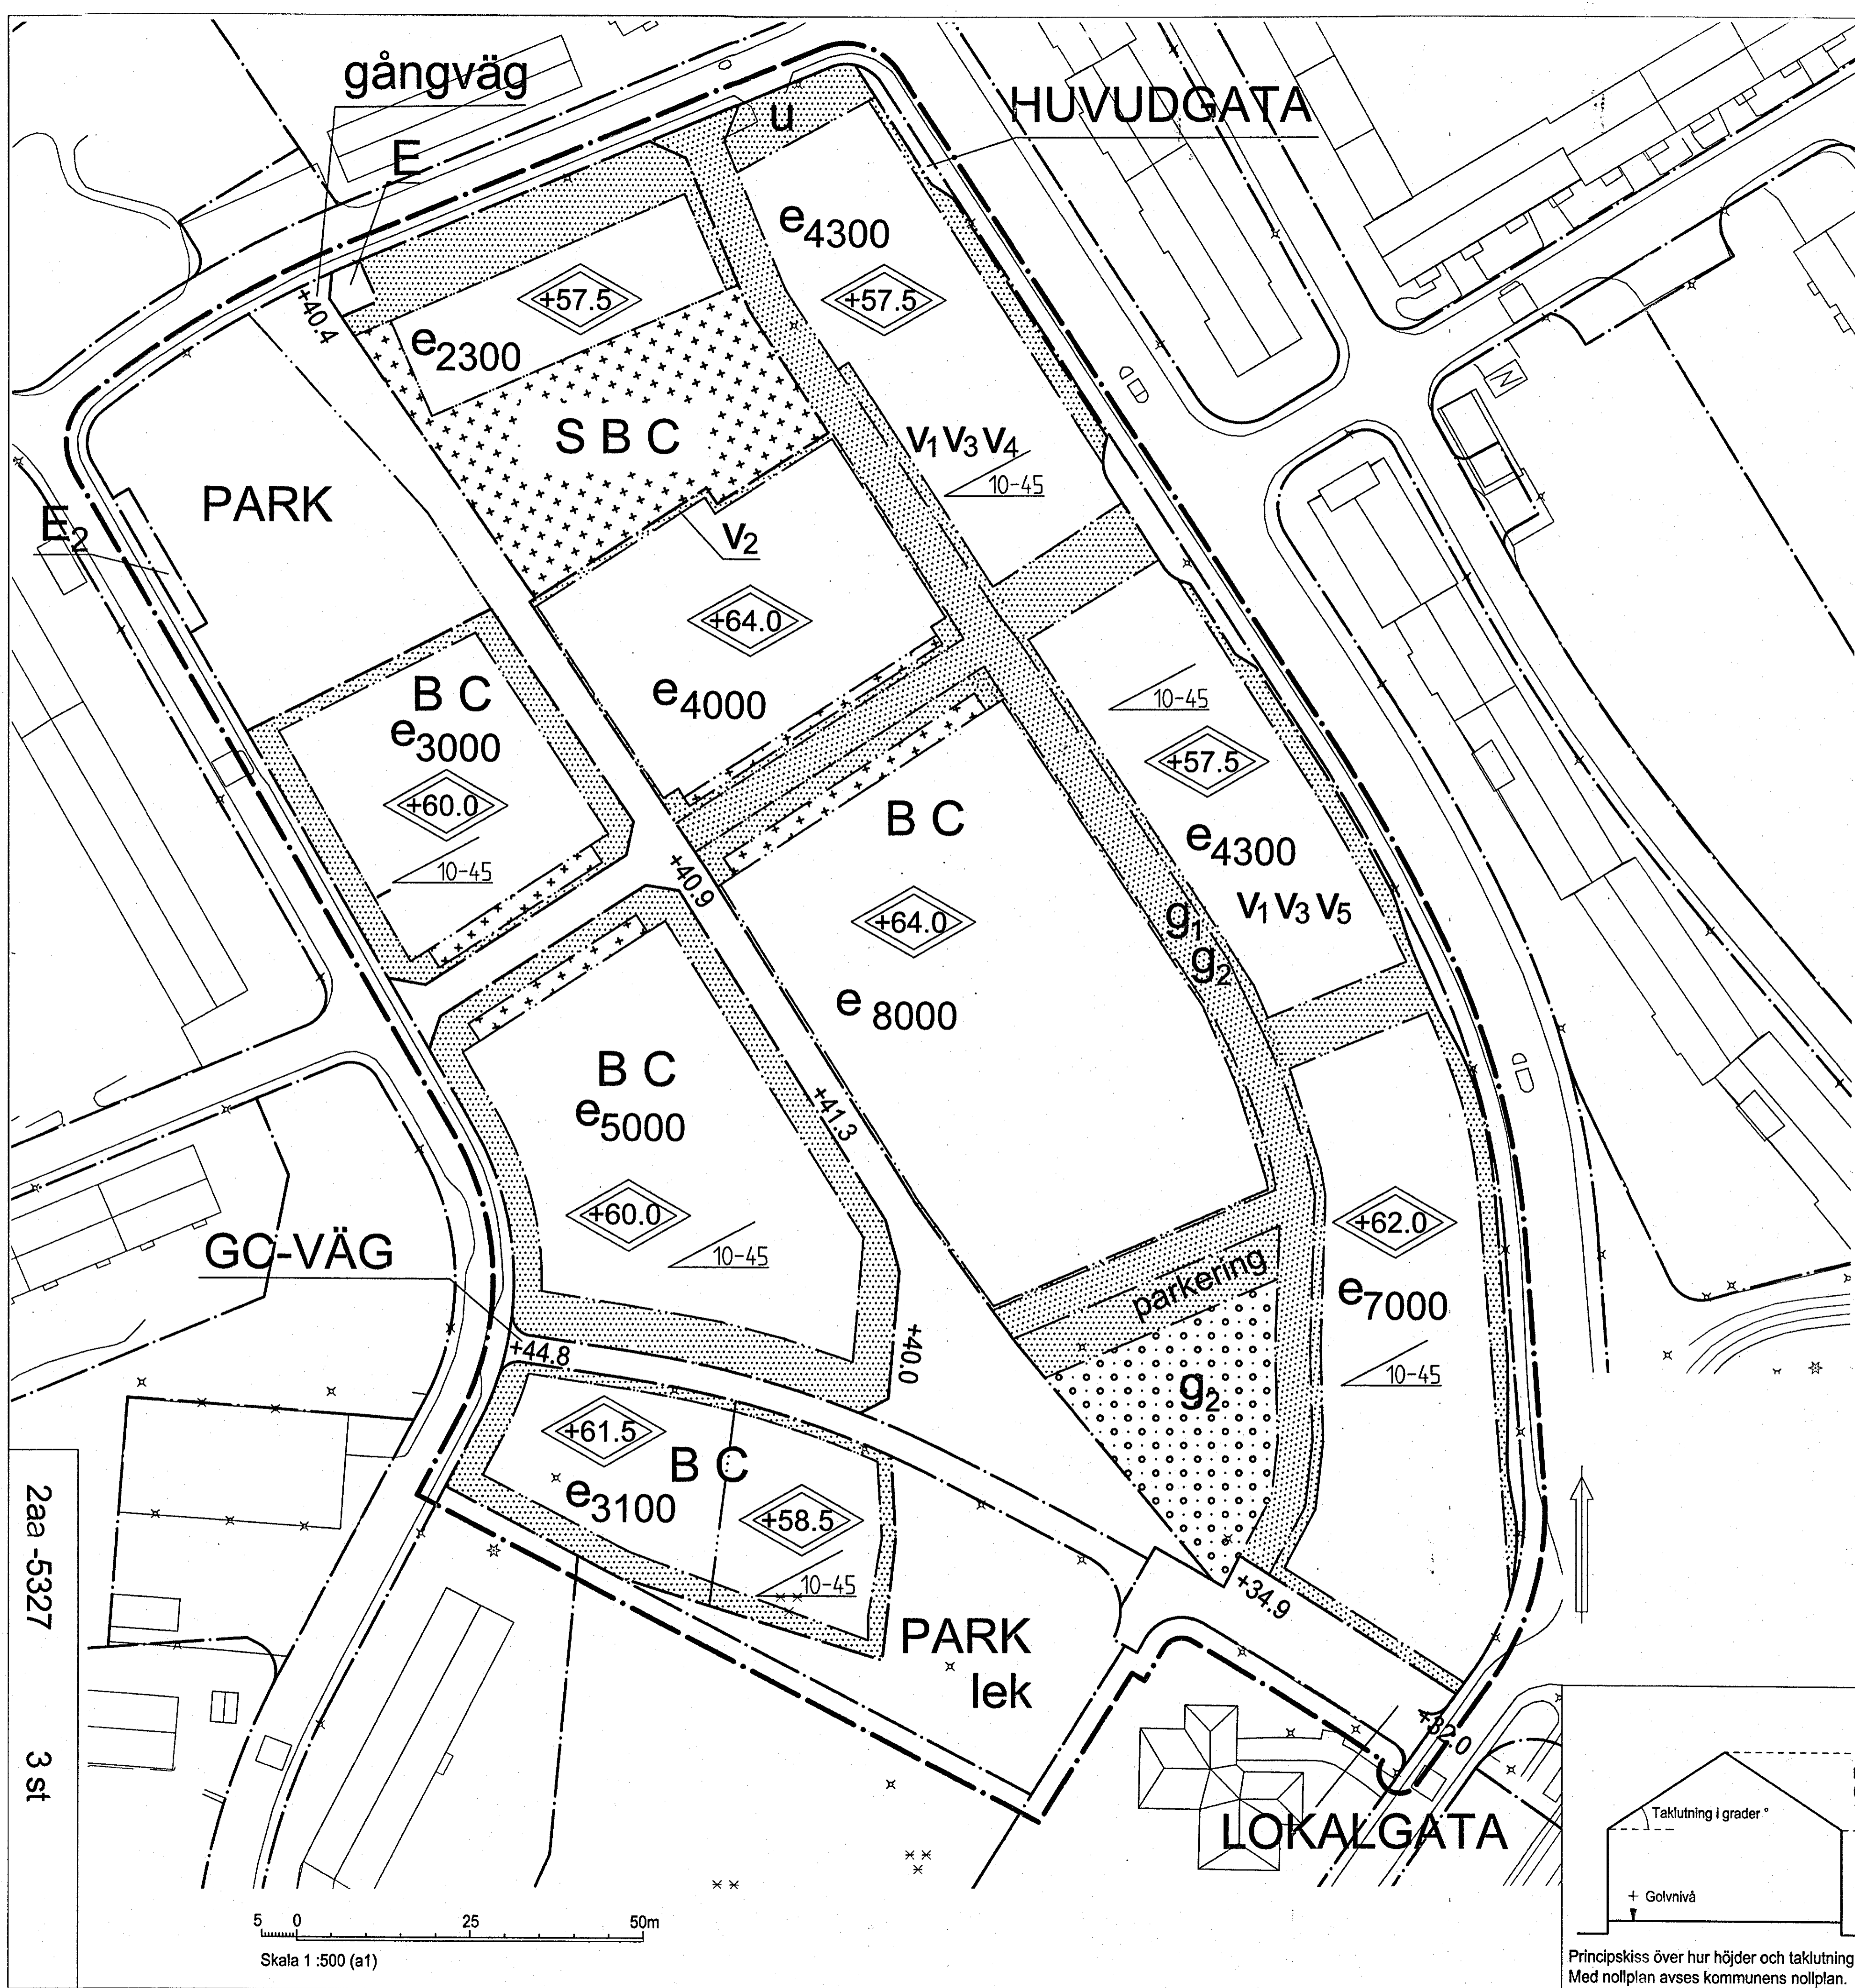 gångväg
E
u
HUVUDGATA
e4300
+57.5
+57.5
+40.4
e2300
S B C
v1 v3 v4
10-45
PARK
E2
v2
+64.0
e4000
B C
e3000
+60.0
10-45
10-45
+57.5
e4300
v1 v3 v5
B C
+40.9
+64.0
g1
g2
e 8000
B C
e5000
+41.3
+60.0
10-45
+62.0
GC-VÄG
parkering
e7000
+44.8
+40.0
10-45
g2
+61.5
B C
e3100
+58.5
10-45
+34.9
PARK
lek
+32.0
LOKALGATA
2aa -5327 3 st
5 0 25 50m
Skala 1 :500 (a1)
Taklutning i grader °
+ Golvnivå
Principskiss över hur höjder och taklutning
Med nollplan avses kommunens nollplan.